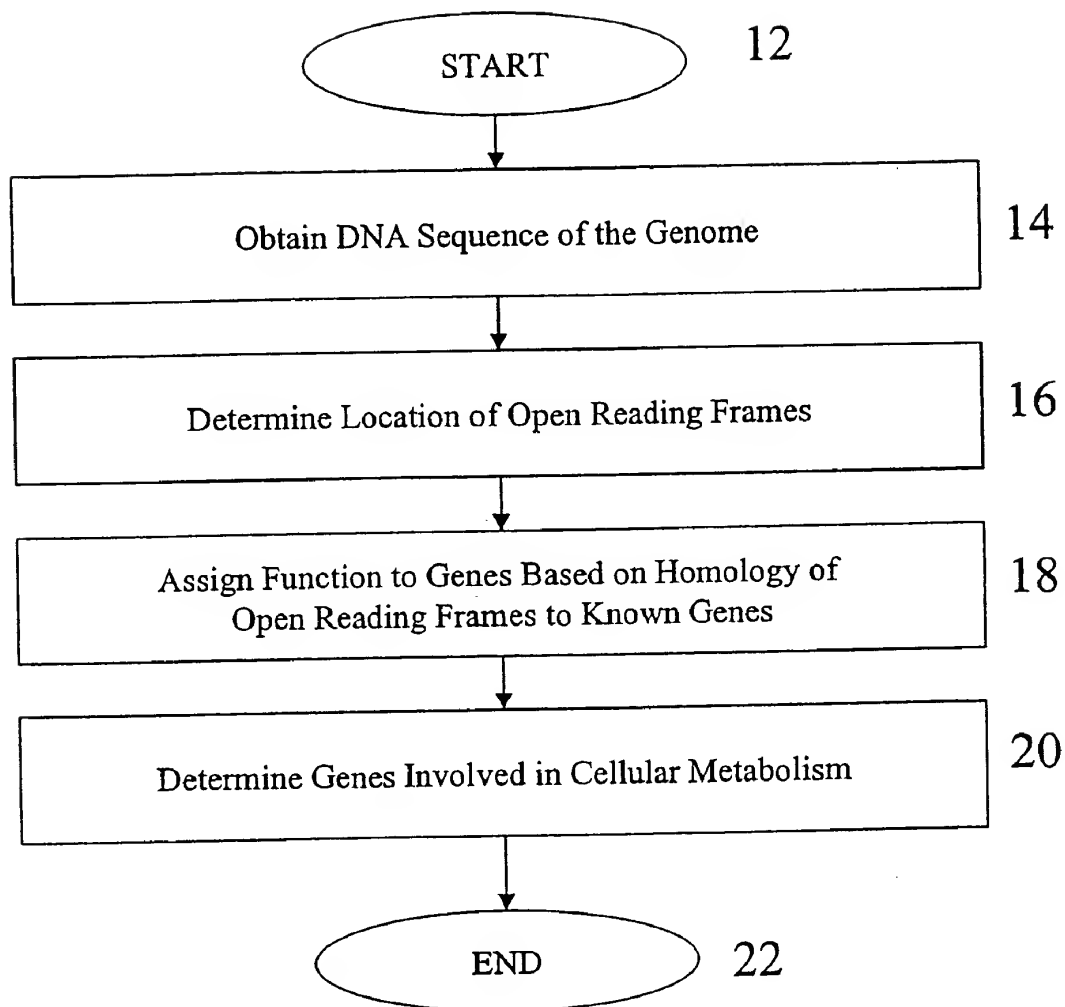 START
12
Obtain DNA Sequence of the Genome
14
Determine Location of Open Reading Frames
16
Assign Function to Genes Based on Homology of
Open Reading Frames to Known Genes
18
Determine Genes Involved in Cellular Metabolism
20
END
22